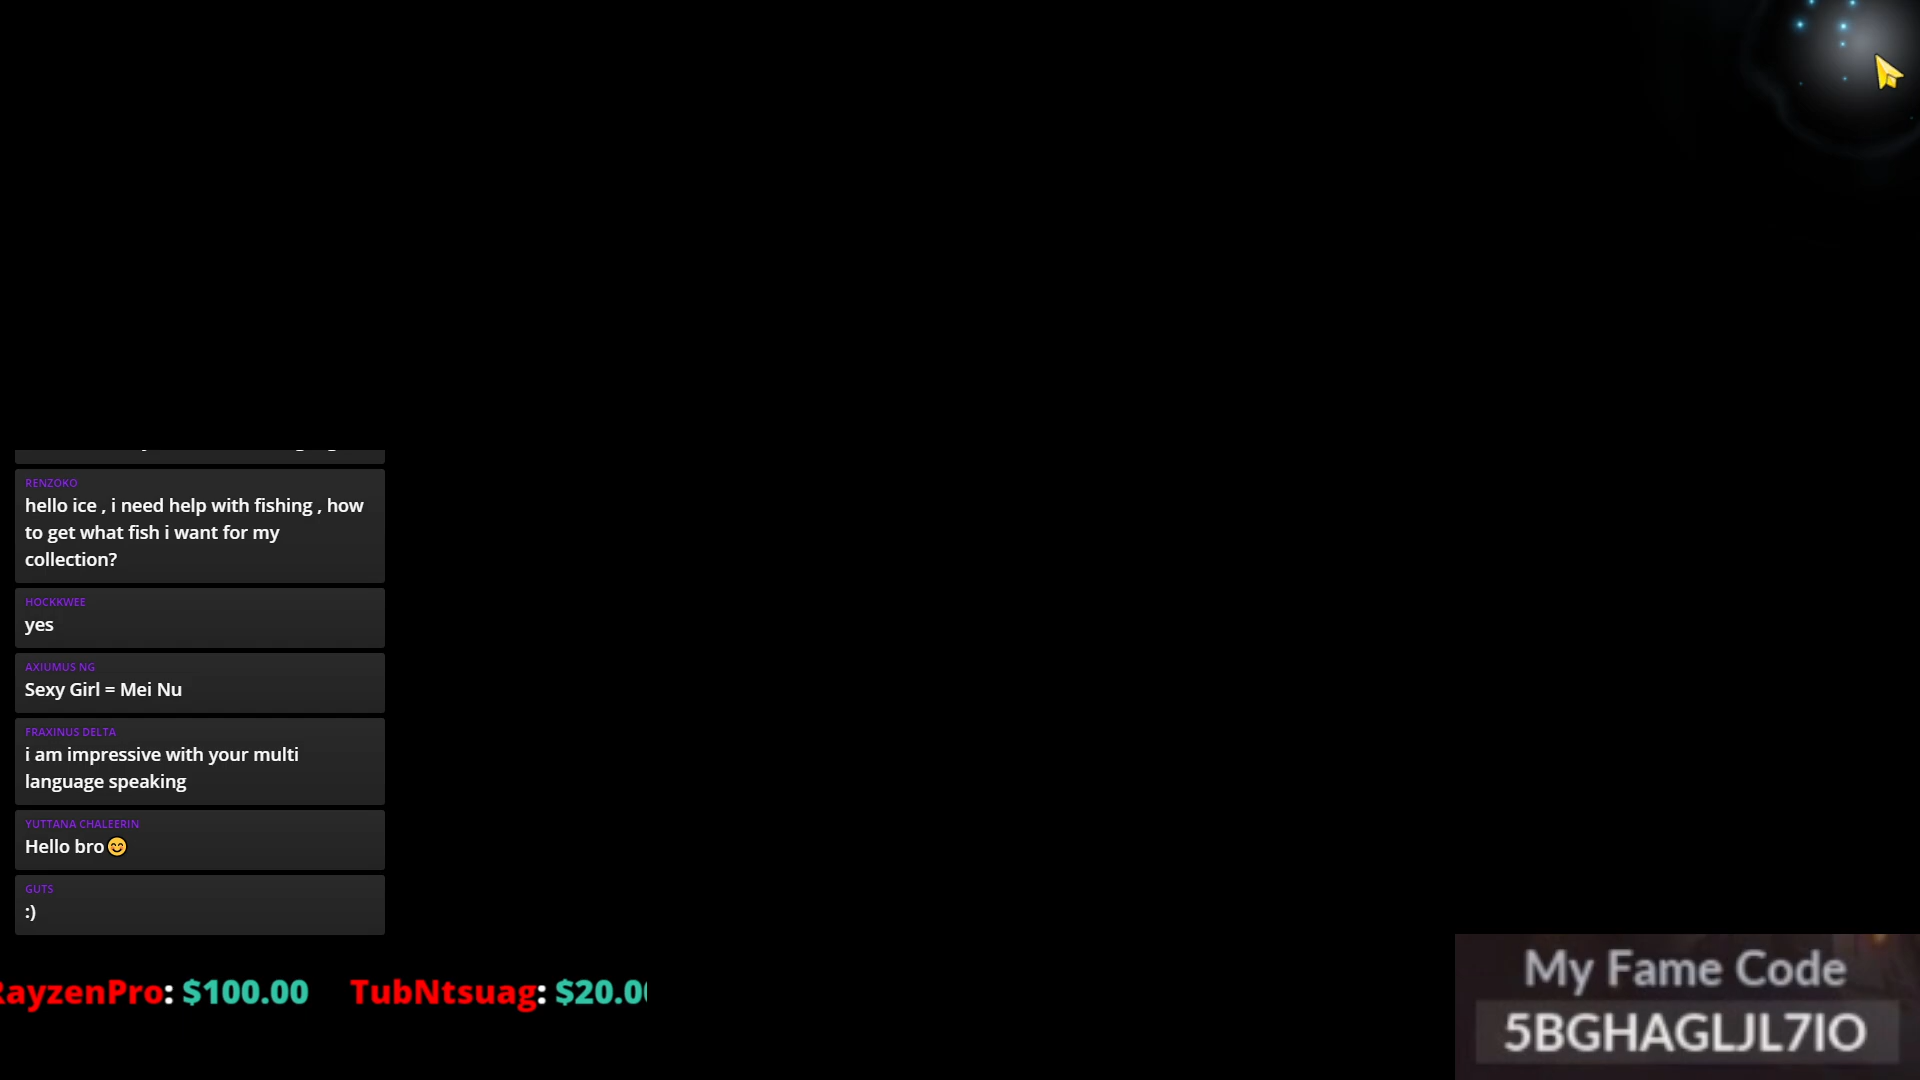 RENZOKO
hello ice , i need help with fishing , how
to get what fish i want for my
collection?
HOCKKWEE
yes
AXIUMUS NG
Sexy Girl = Mei Nu
FRAXINUS DELTA
i am impressive with your multi
language speaking
YUTTANA CHALEERIN
Hello bro😊
GUTS
:)
RayzenPro: $100.00 TubNtsuag: $20.00
My Fame Code
5BGHAGLJL7IO